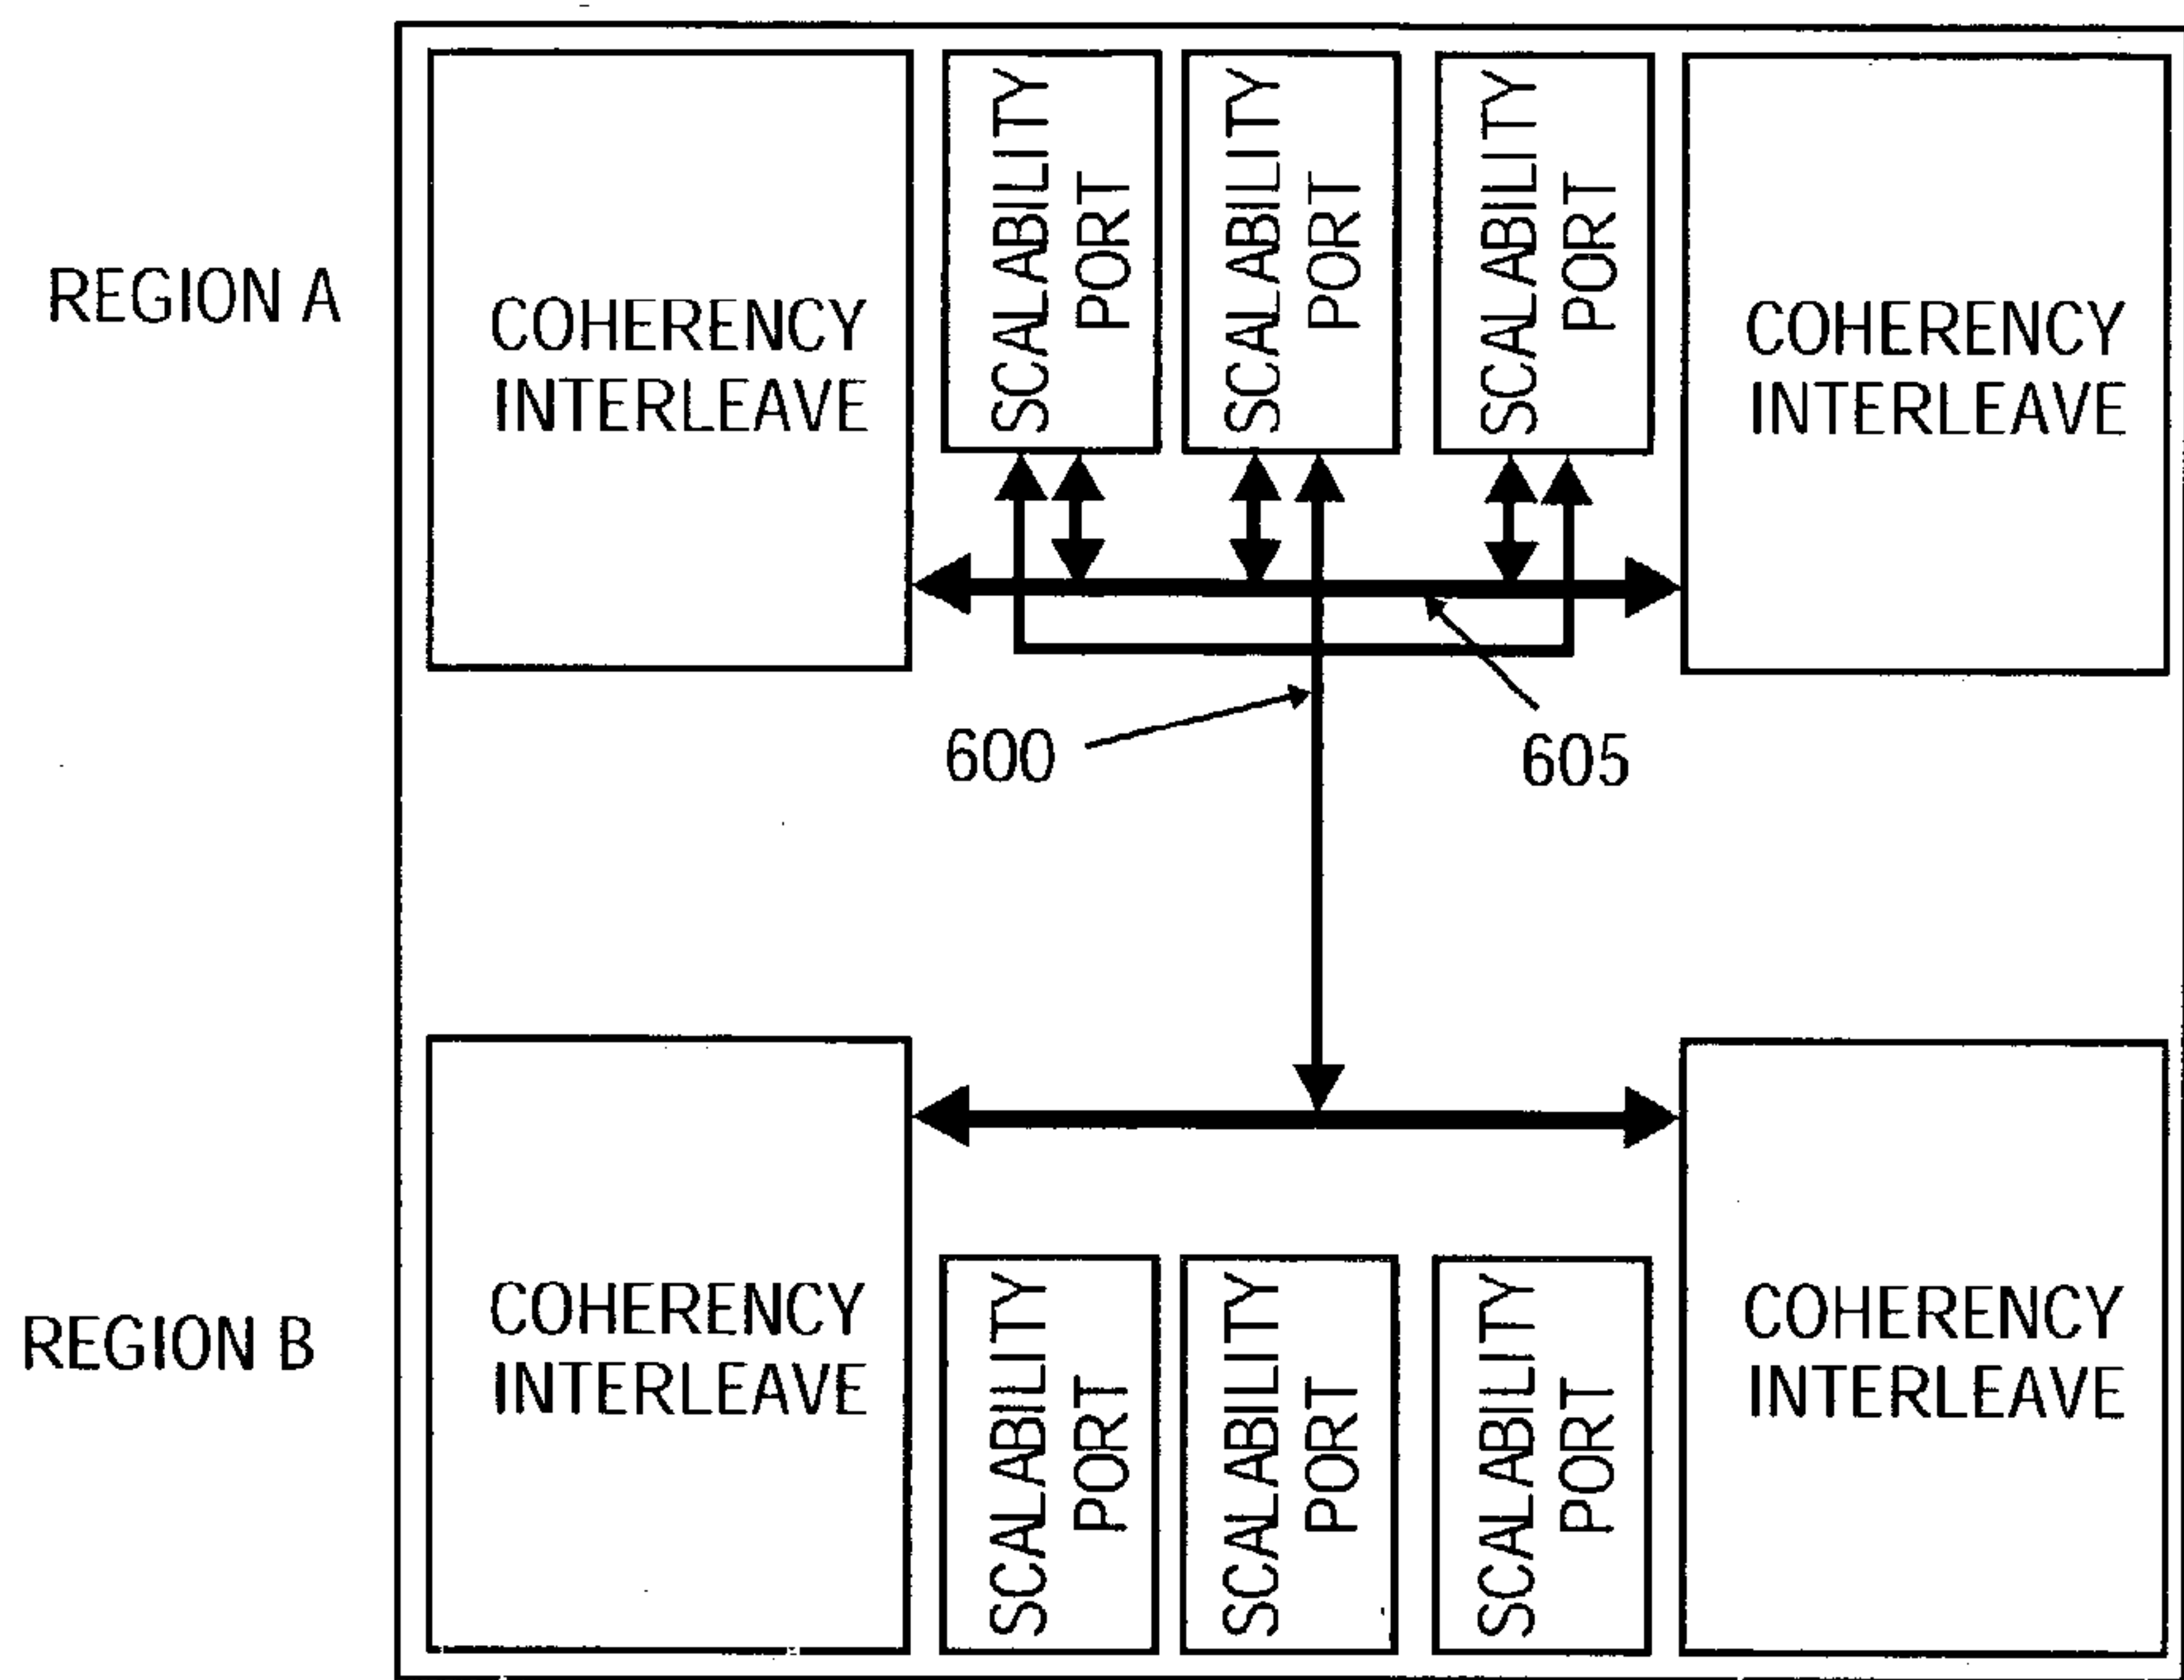 REGION A
COHERENCY
INTERLEAVE
SCALABILITY
PORT
SCALABILITY
PORT
SCALABILITY
PORT
COHERENCY
INTERLEAVE
600
605
REGION B
COHERENCY
INTERLEAVE
SCALABILITY
PORT
SCALABILITY
PORT
SCALABILITY
PORT
COHERENCY
INTERLEAVE